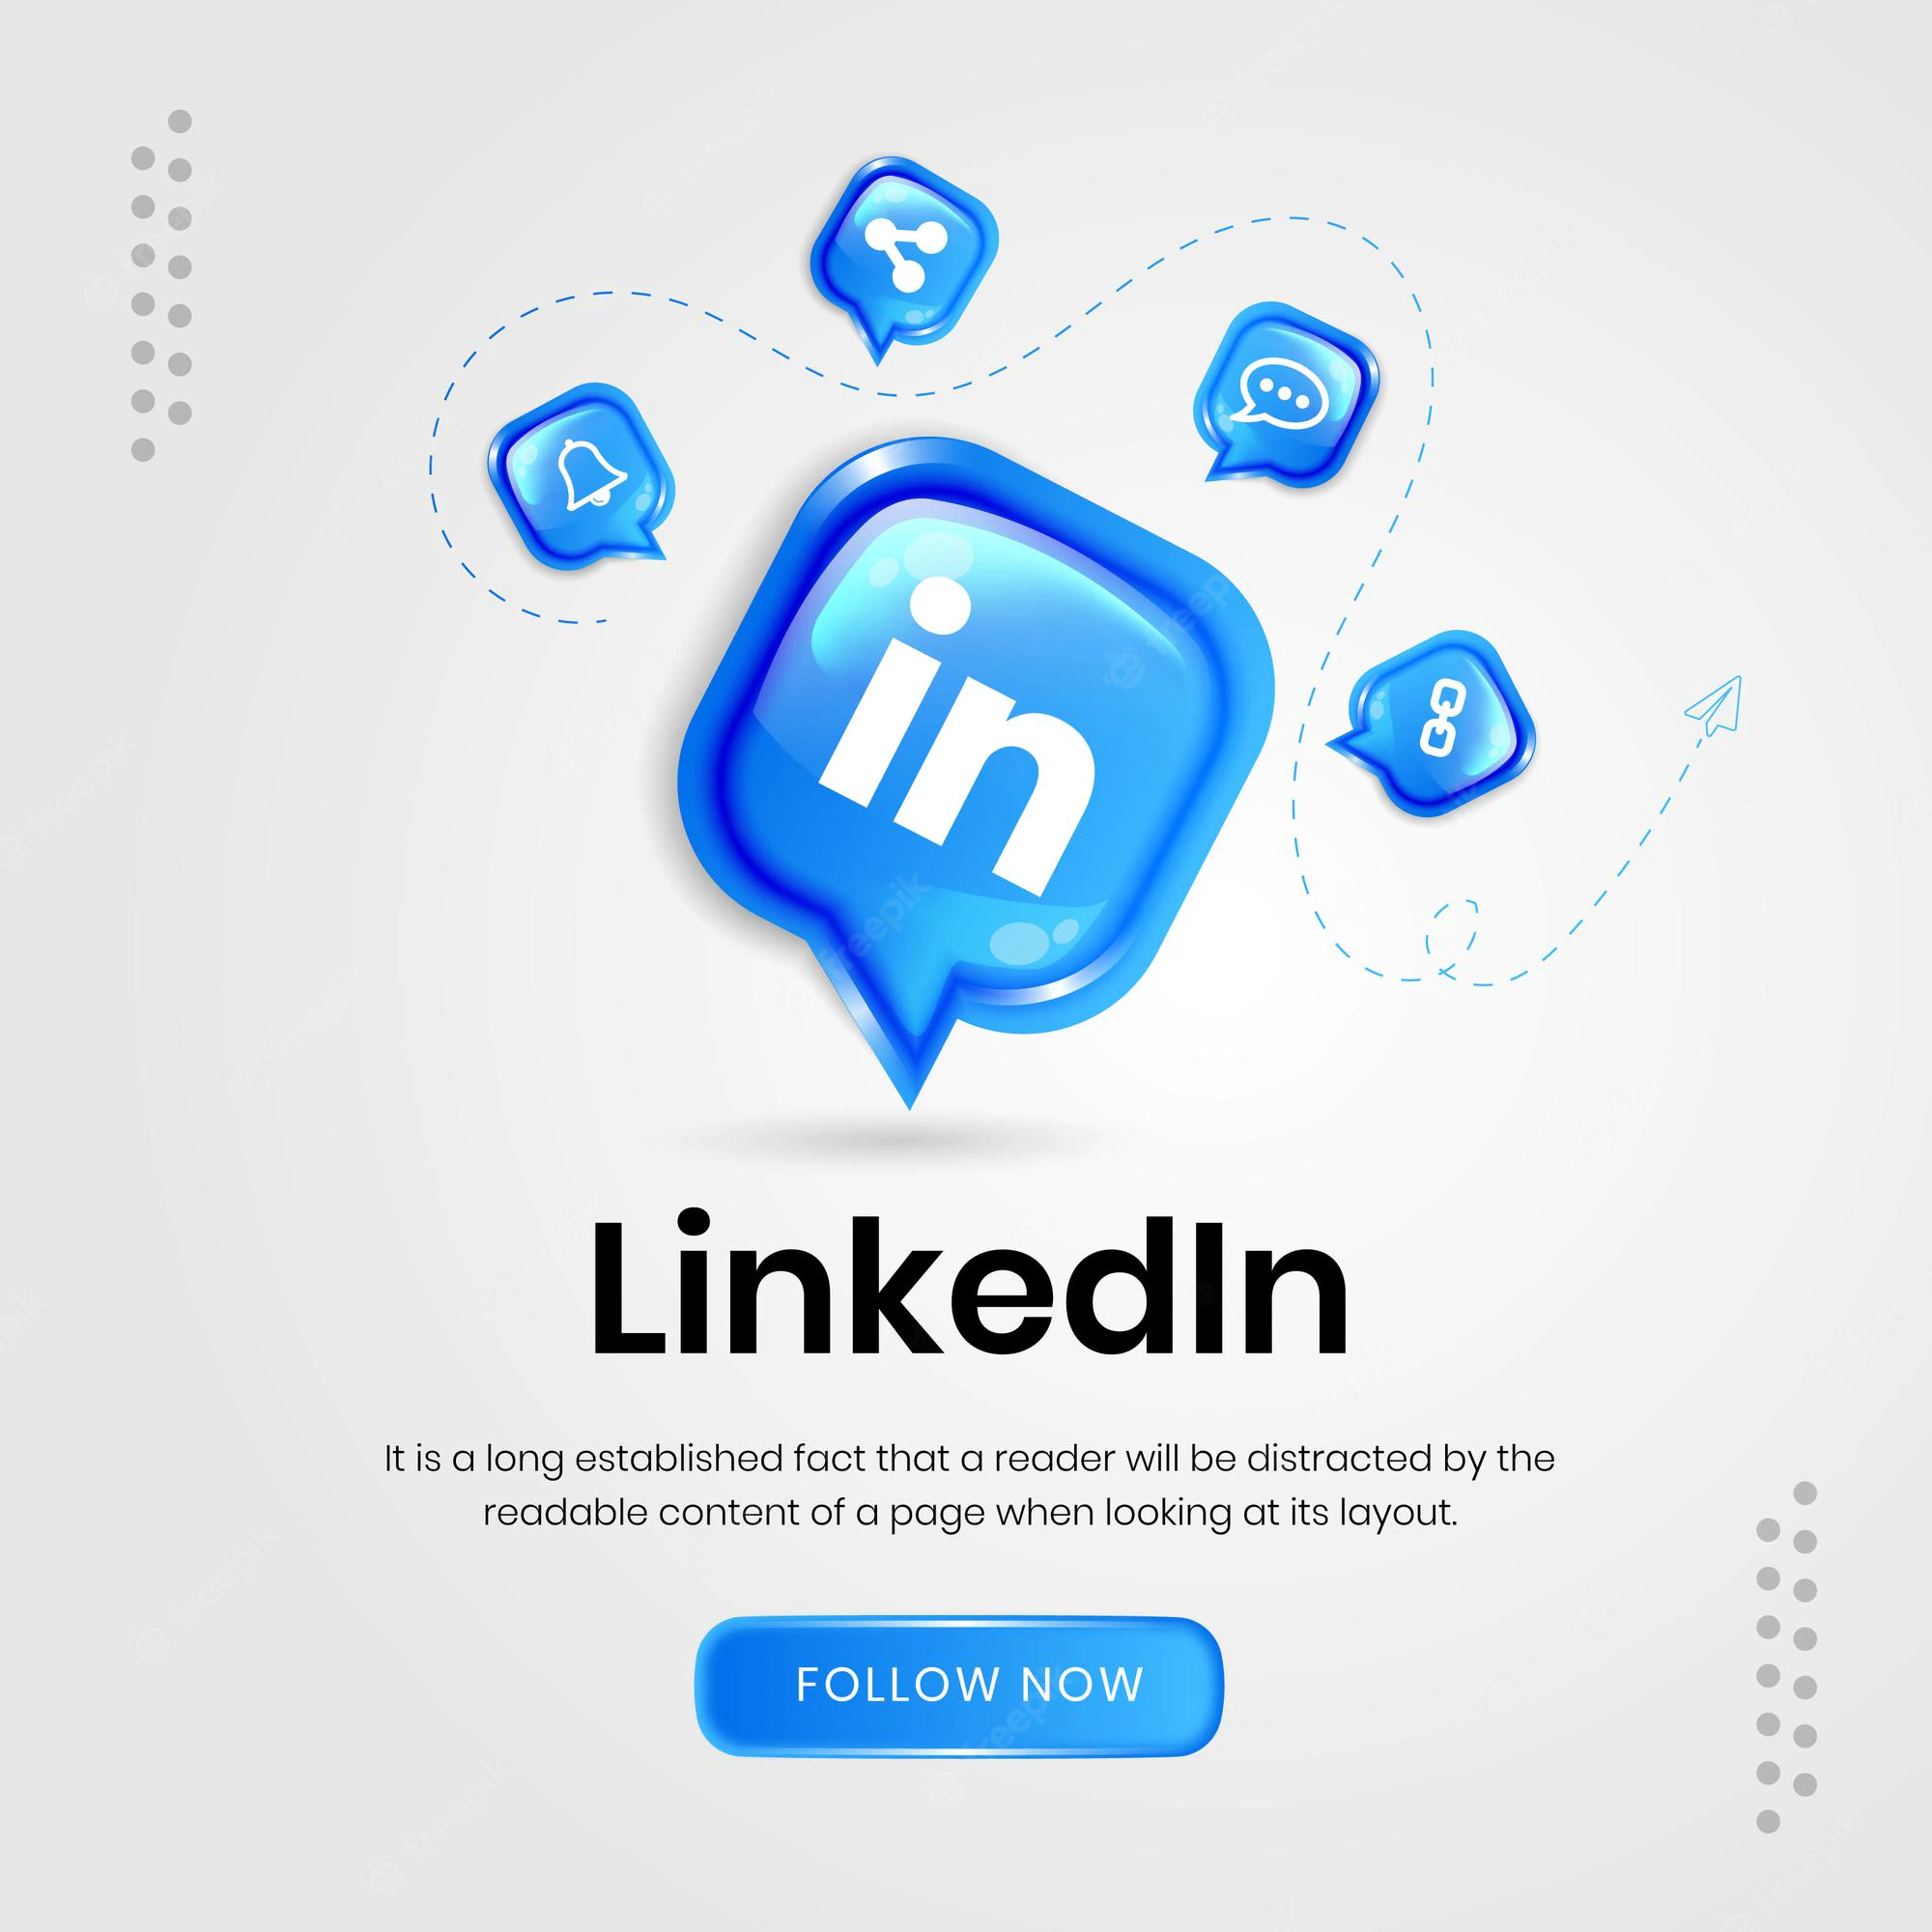 in
LinkedIn
It is a long established fact that a reader will be distracted by the
readable content of a page when looking at its layout.
FOLLOW NOW
freepik